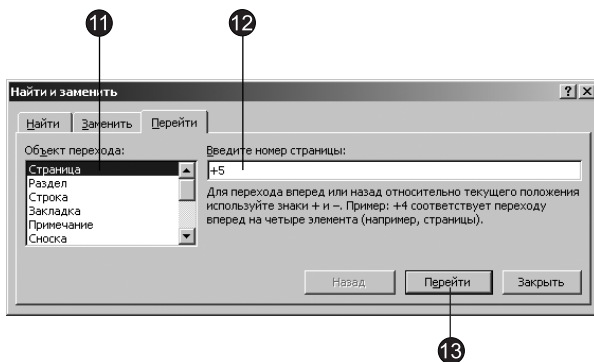 11 12
Найти и заменить
Найти Заменить Перейти
Объект перехода:
Страница
Раздел
Строка
Закладка
Примечание
Сноска
Введите номер страницы:
+5
Для перехода вперед или назад относительно текущего положения
используйте знаки + и –. Пример: +4 соответствует переходу
вперед на четыре элемента (например, страницы).
Назад Перейти Закрыть
13